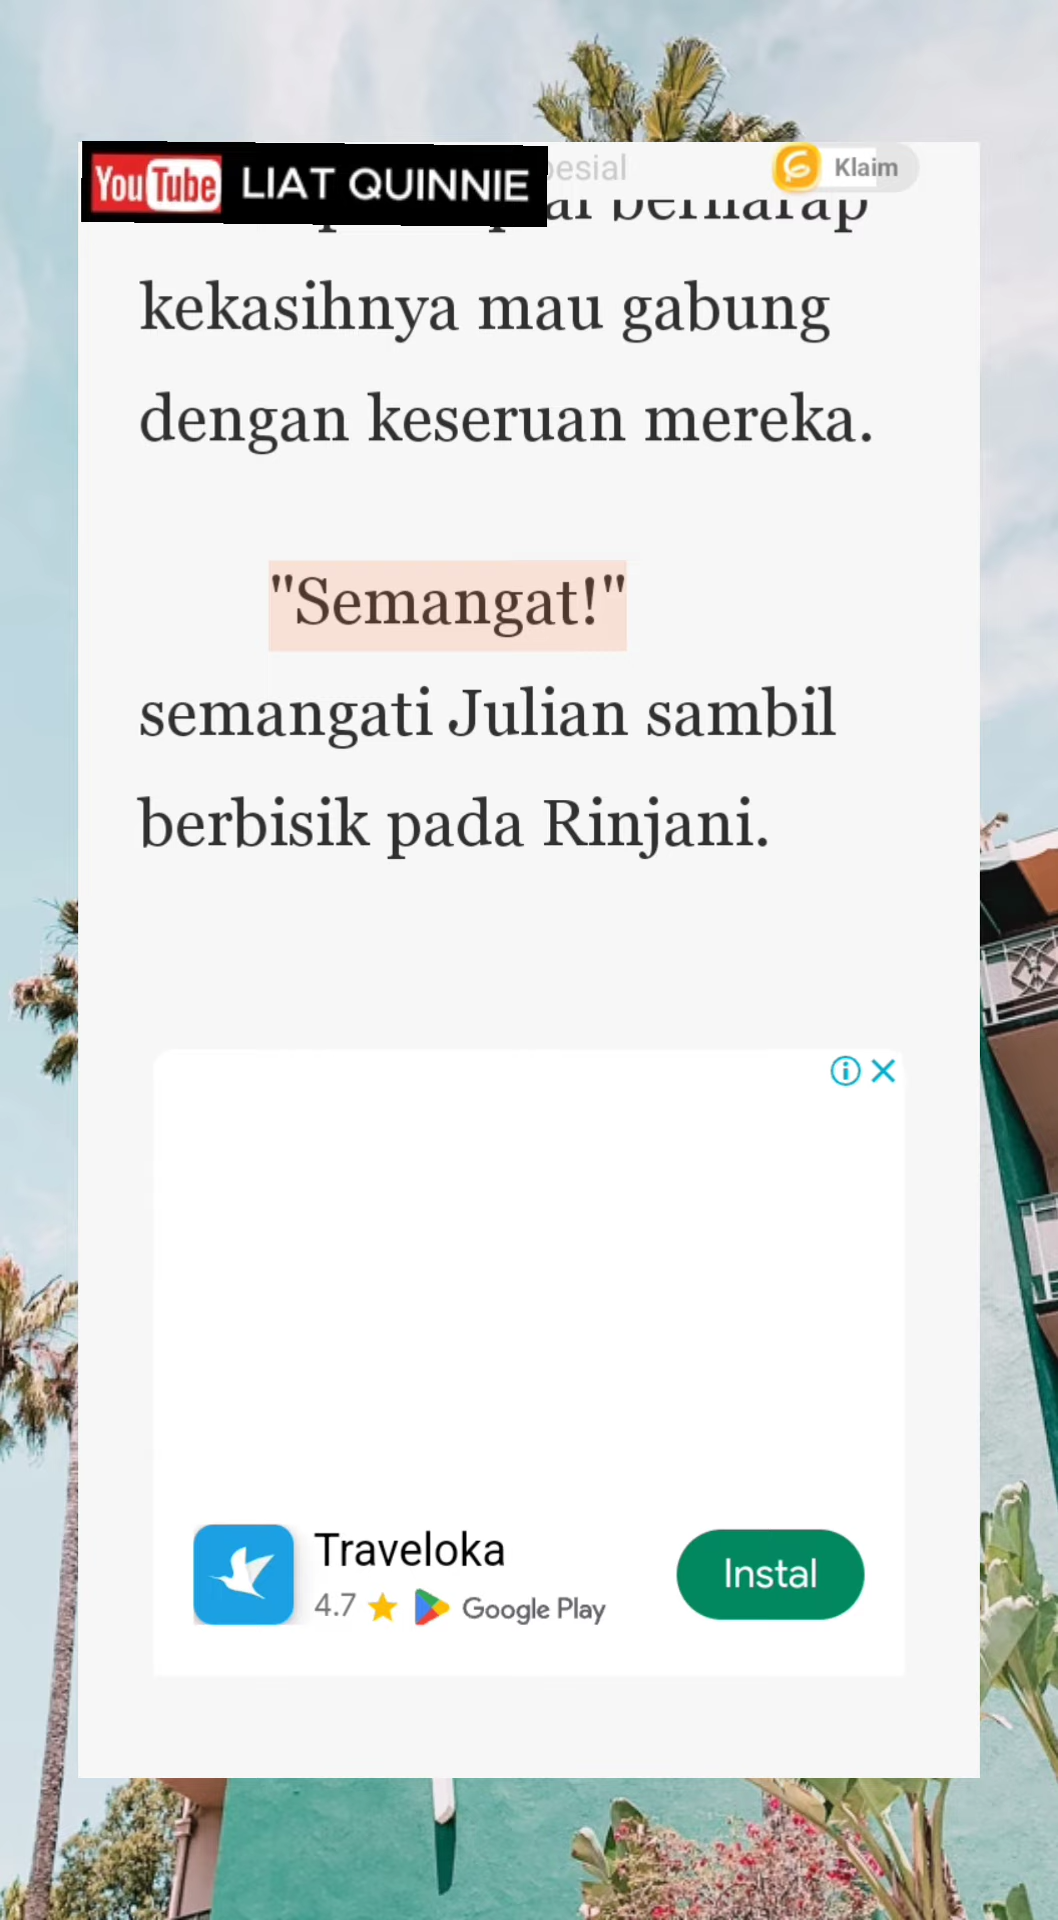 YouTube LIAT QUINNIE
Klaim
kekasihnya mau gabung
dengan keseruan mereka.
"Semangat!"
semangati Julian sambil
berbisik pada Rinjani.
Traveloka
4.7 Google Play
Instal